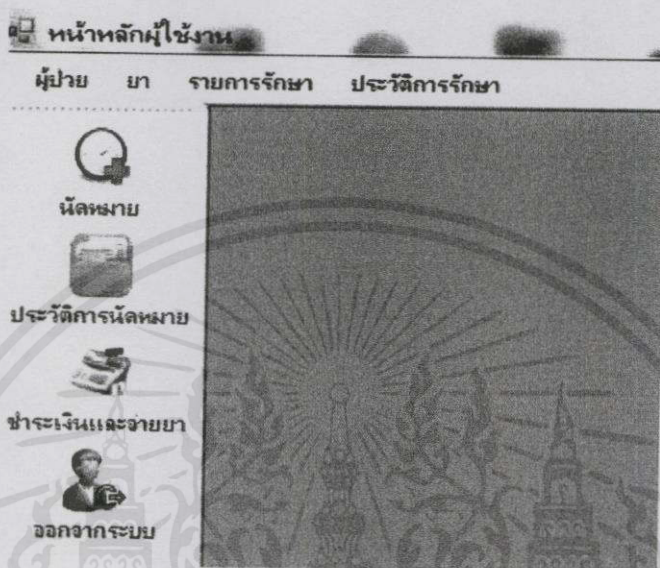 หน้าหลักผู้ใช้งาน
ผู้ป่วย ยา รายการรักษา ประวัติการรักษา
นัดหมาย
ประวัติการนัดหมาย
ชำระเงินและจ่ายยา
ออกจากระบบ